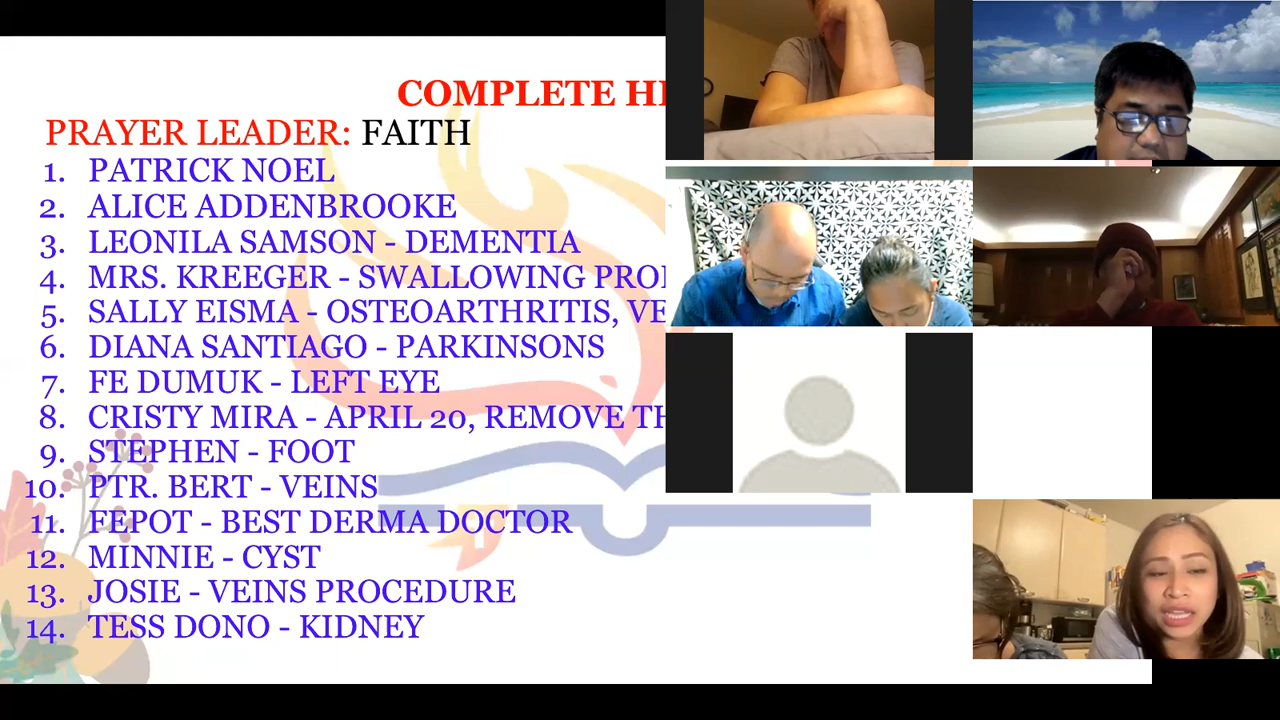 COMPLETE
PRAYER LEADER: FAITH
1. PATRICK NOEL
2. ALICE ADDENBROOKE
3. LEONILA SAMSON - DEMENTIA
4. MRS. KREEGER - SWALLOWING
5. SALLY EISMA - OSTEOARTHRITIS,
6. DIANA SANTIAGO - PARKINSONS
7. FE DUMUK - LEFT EYE
8. CRISTY MIRA - APRIL 20, REMOVE
9. STEPHEN - FOOT
10. PTR. BERT - VEINS
11. FEPOT - BEST DERMA DOCTOR
12. MINNIE - CYST
13. JOSIE - VEINS PROCEDURE
14. TESS DONO - KIDNEY